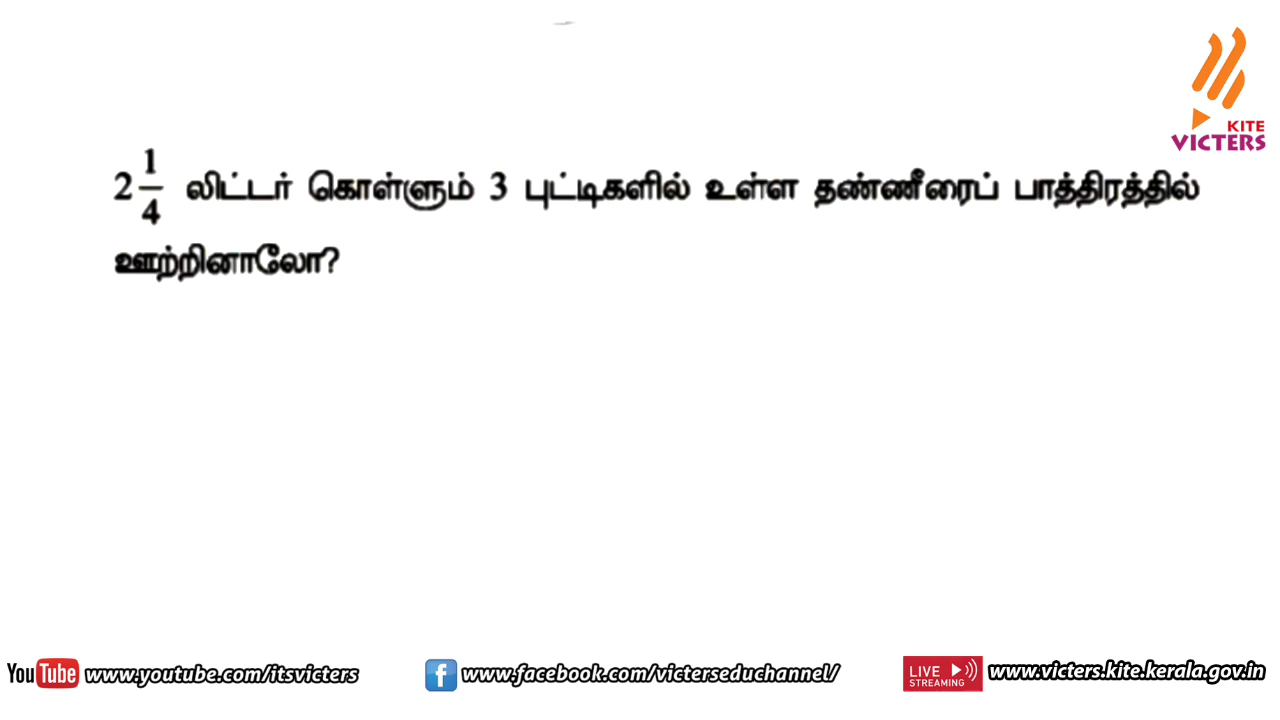 KITE
VICTERS
2 1/4 லிட்டர் கொள்ளும் 3 புட்டிகளில் உள்ள தண்ணீரைப் பாத்திரத்தில்
ஊற்றினாலோ?
YouTube www.youtube.com/itsvicters
f www.facebook.com/victerseduchannel/
LIVE STREAMING www.victers.kite.kerala.gov.in